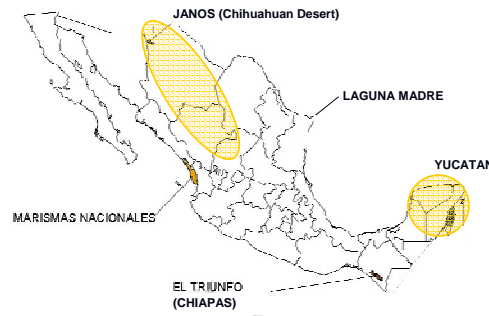 JANOS (Chihuahuan Desert)
LAGUNA MADRE
YUCATAN
MARISMAS NACIONALES
EL TRIUNFO
(CHIAPAS)